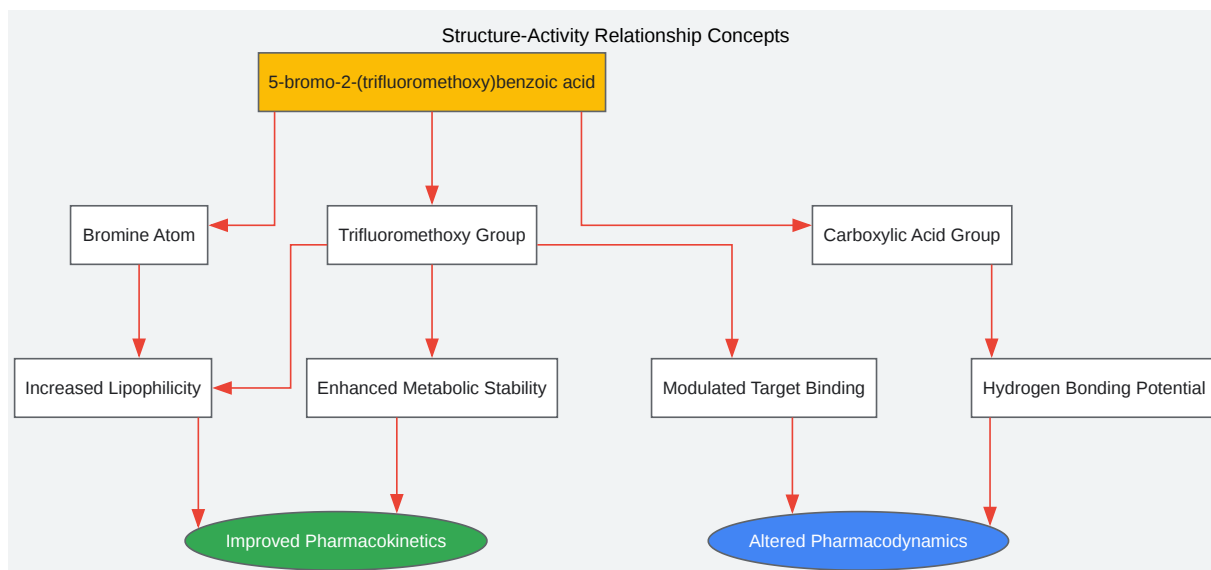 Structure-Activity Relationship Concepts
5-bromo-2-(trifluoromethoxy)benzoic acid
Bromine Atom
Trifluoromethoxy Group
Carboxylic Acid Group
Increased Lipophilicity
Enhanced Metabolic Stability
Modulated Target Binding
Hydrogen Bonding Potential
Improved Pharmacokinetics
Altered Pharmacodynamics